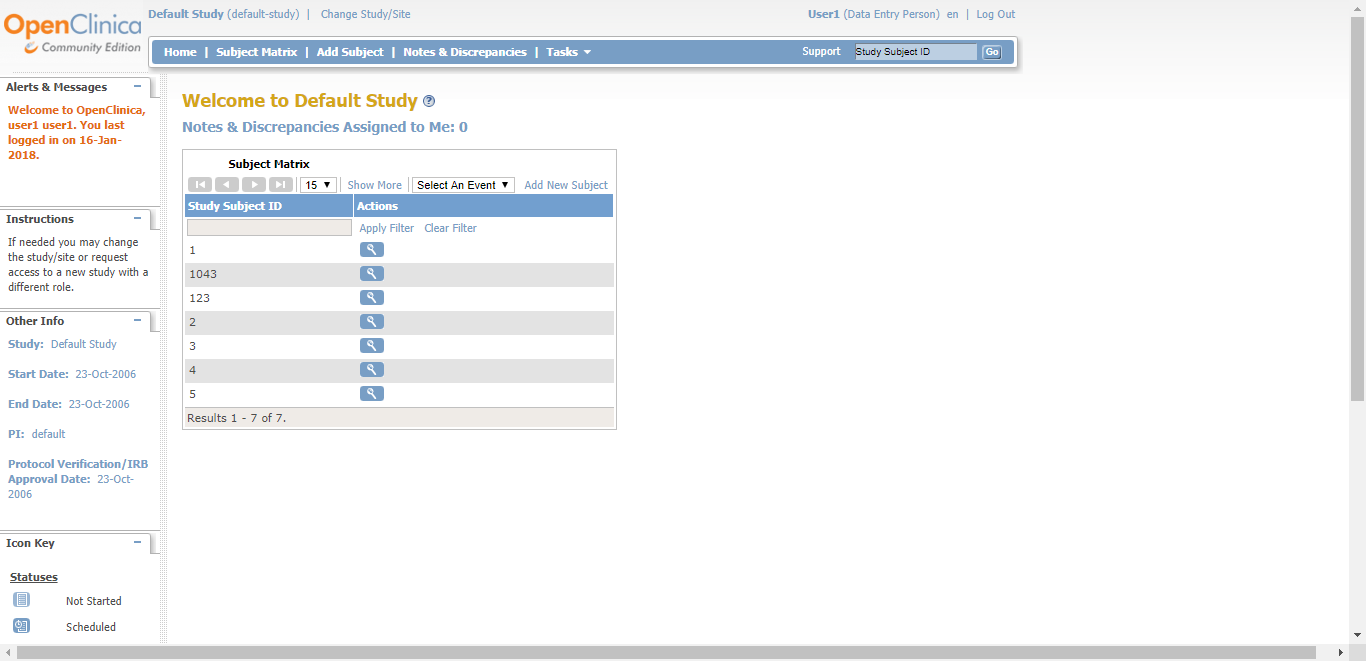 OpenClinica
Community Edition
Default Study (default-study) | Change Study/Site
User1 (Data Entry Person) en | Log Out
Home | Subject Matrix | Add Subject | Notes & Discrepancies | Tasks
Support Study Subject ID Go
Alerts & Messages
Welcome to OpenClinica,
user1 user1. You last
logged in on 16-Jan-
2018.
Instructions
If needed you may change
the study/site or request
access to a new study with a
different role.
Other Info
Study: Default Study
Start Date: 23-Oct-2006
End Date: 23-Oct-2006
PI: default
Protocol Verification/IRB
Approval Date: 23-Oct-
2006
Icon Key
Statuses
Not Started
Scheduled
Welcome to Default Study ?
Notes & Discrepancies Assigned to Me: 0
Subject Matrix
15 Show More Select An Event Add New Subject
Study Subject ID Actions
Apply Filter Clear Filter
1
1043
123
2
3
4
5
Results 1 - 7 of 7.